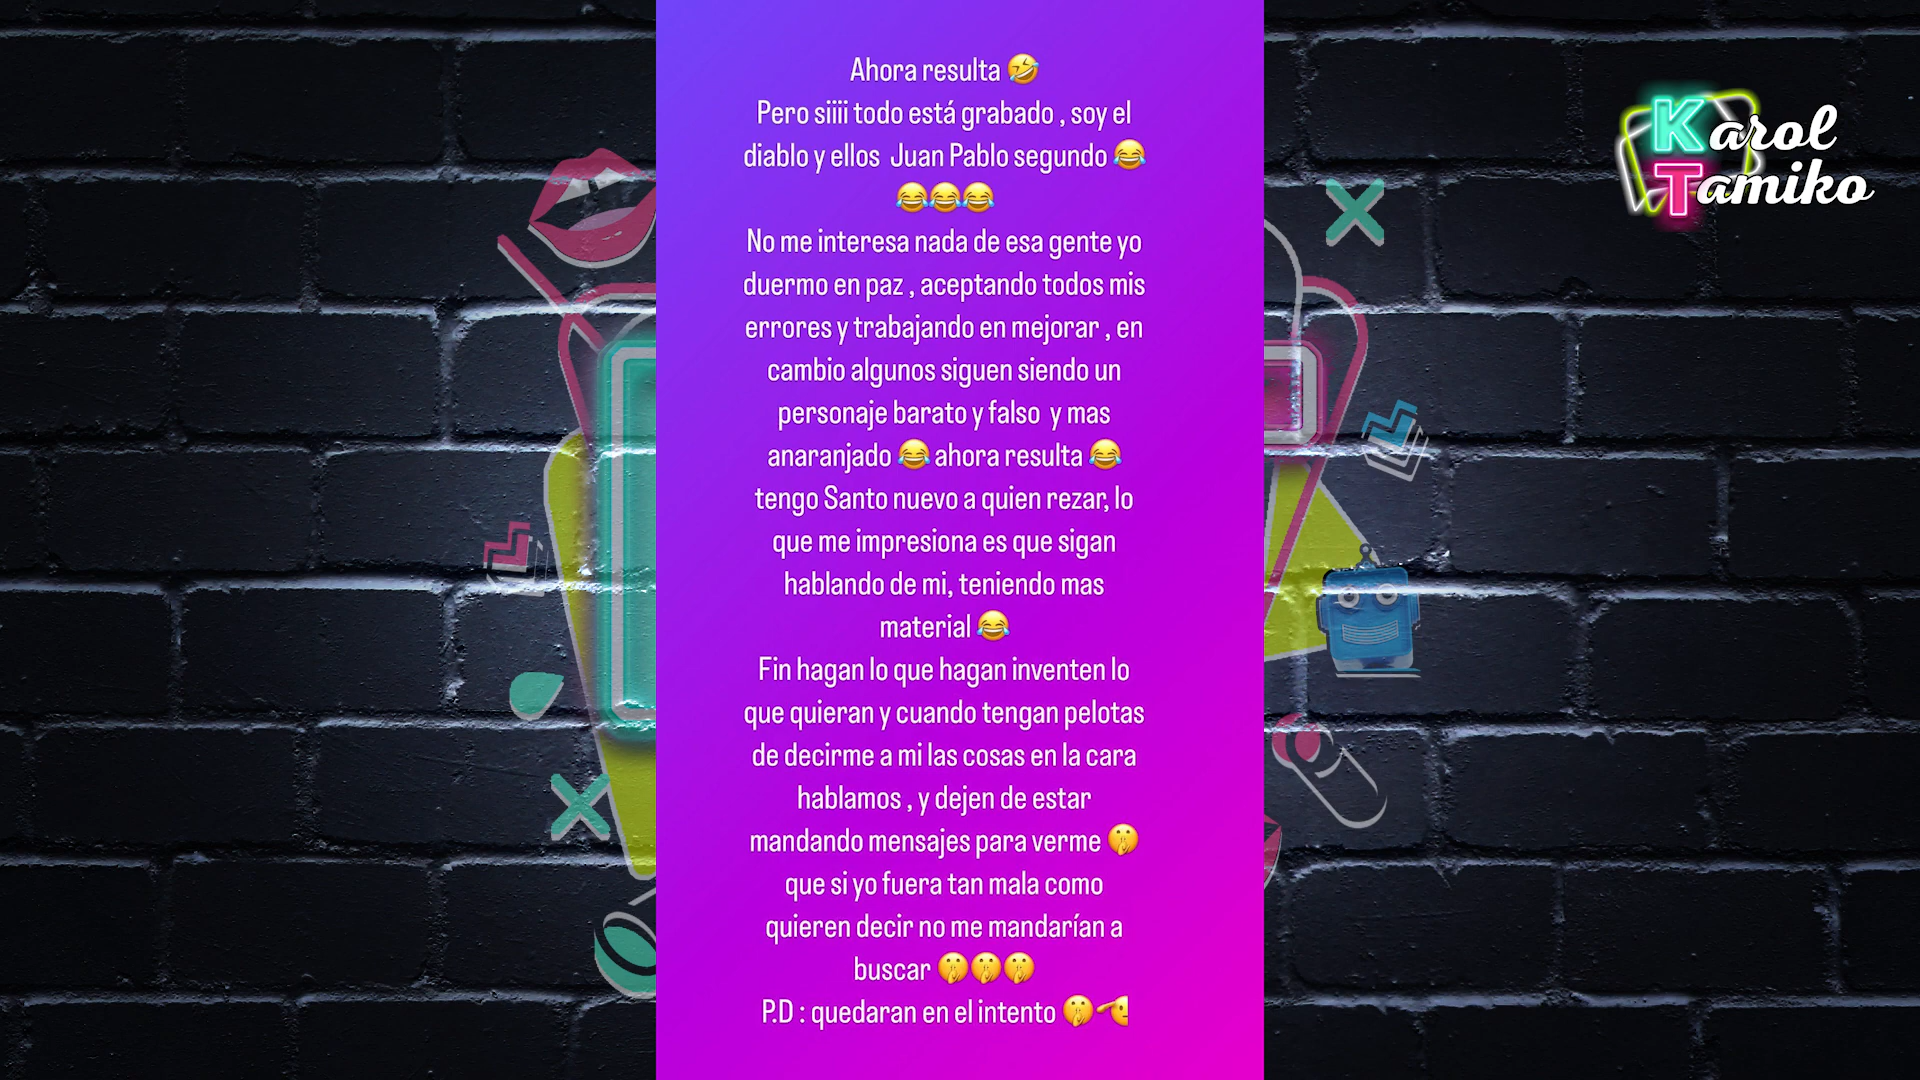 Ahora resulta 🤣
Pero siiii todo está grabado , soy el
diablo y ellos  Juan Pablo segundo 😂
😂😂😂
No me interesa nada de esa gente yo
duermo en paz , aceptando todos mis
errores y trabajando en mejorar , en
cambio algunos siguen siendo un
personaje barato y falso  y mas
anaranjado 😂 ahora resulta 😂
tengo Santo nuevo a quien rezar, lo
que me impresiona es que sigan
hablando de mi, teniendo mas
material 😂
Fin hagan lo que hagan inventen lo
que quieran y cuando tengan pelotas
de decirme a mi las cosas en la cara
hablamos , y dejen de estar
mandando mensajes para verme 🤫
que si yo fuera tan mala como
quieren decir no me mandarían a
buscar 🤫🤫🤫
P.D : quedaran en el intento 🤫
Karol
Tamiko